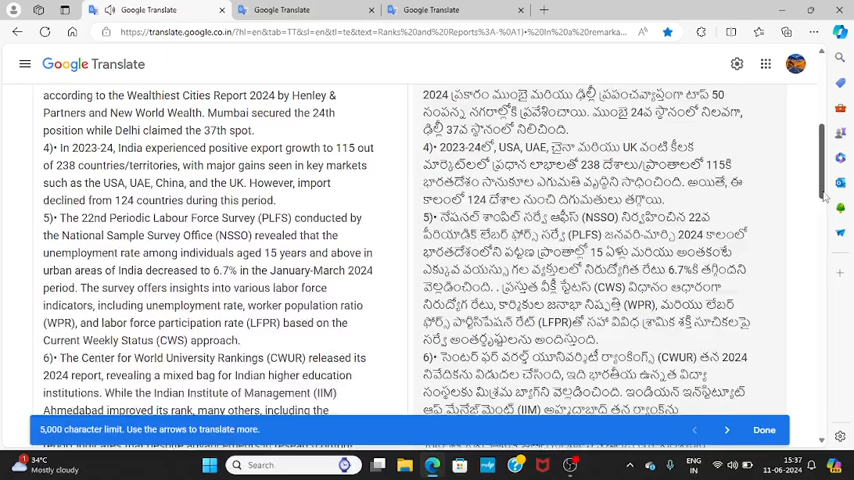 Google Translate
Google Translate
Google Translate
https://translate.google.co.in/?hl=en&tab=TT&sl=en&tl=te&text=Ranks%20and%20Reports%3A-%0A1)•%20In%20a%20remarka...
Google Translate
according to the Wealthiest Cities Report 2024 by Henley &
Partners and New World Wealth. Mumbai secured the 24th
position while Delhi claimed the 37th spot.
4)• In 2023-24, India experienced positive export growth to 115 out
of 238 countries/territories, with major gains seen in key markets
such as the USA, UAE, China, and the UK. However, import
declined from 124 countries during this period.
5)• The 22nd Periodic Labour Force Survey (PLFS) conducted by
the National Sample Survey Office (NSSO) revealed that the
unemployment rate among individuals aged 15 years and above in
urban areas of India decreased to 6.7% in the January-March 2024
period. The survey offers insights into various labor force
indicators, including unemployment rate, worker population ratio
(WPR), and labor force participation rate (LFPR) based on the
Current Weekly Status (CWS) approach.
6)• The Center for World University Rankings (CWUR) released its
2024 report, revealing a mixed bag for Indian higher education
institutions. While the Indian Institute of Management (IIM)
Ahmedabad improved its rank, many others, including the
2024 ప్రకారం ముంబై మరియు ఢిల్లీ ప్రపంచవ్యాప్తంగా టాప్ 50
సంపన్న నగరాల్లోకి ప్రవేశించాయి. ముంబై 24వ స్థానంలో నిలవగా,
ఢిల్లీ 37వ స్థానంలో నిలిచింది.
4)• 2023-24లో, USA, UAE, చైనా మరియు UK వంటి కీలక
మార్కెట్‌లలో ప్రధాన లాభాలతో 238 దేశాలు/ప్రాంతాలలో 115కి
భారతదేశం సానుకూల ఎగుమతి వృద్ధిని సాధించింది. అయితే, ఈ
కాలంలో 124 దేశాల నుంచి దిగుమతులు తగ్గాయి.
5)• నేషనల్ శాంపిల్ సర్వే ఆఫీస్ (NSSO) నిర్వహించిన 22వ
పీరియాడిక్ లేబర్ ఫోర్స్ సర్వే (PLFS) జనవరి-మార్చి 2024 కాలంలో
భారతదేశంలోని పట్టణ ప్రాంతాల్లో 15 ఏళ్లు మరియు అంతకంటే
ఎక్కువ వయస్సు గల వ్యక్తులలో నిరుద్యోగిత రేటు 6.7%కి తగ్గిందని
వెల్లడించింది. . ప్రస్తుత వీక్లీ స్టేటస్ (CWS) విధానం ఆధారంగా
నిరుద్యోగ రేటు, కార్మికుల జనాభా నిష్పత్తి (WPR), మరియు లేబర్
ఫోర్స్ పార్టిసిపేషన్ రేట్ (LFPR)తో సహా వివిధ శ్రామిక శక్తి సూచికలపై
సర్వే అంతర్దృష్టులను అందిస్తుంది.
6)• సెంటర్ ఫర్ వరల్డ్ యూనివర్శిటీ ర్యాంకింగ్స్ (CWUR) తన 2024
నివేదికను విడుదల చేసింది, ఇది భారతీయ ఉన్నత విద్యా
సంస్థలకు మిశ్రమ బ్యాగ్‌ని వెల్లడించింది. ఇండియన్ ఇన్‌స్టిట్యూట్
ఆఫ్ మేనేజ్‌మెంట్ (IIM) అహ్మదాబాద్ తన ర్యాంక్‌ను
5,000 character limit. Use the arrows to translate more.
Done
34°C
Mostly cloudy
Search
ENG
IN
15:37
11-06-2024